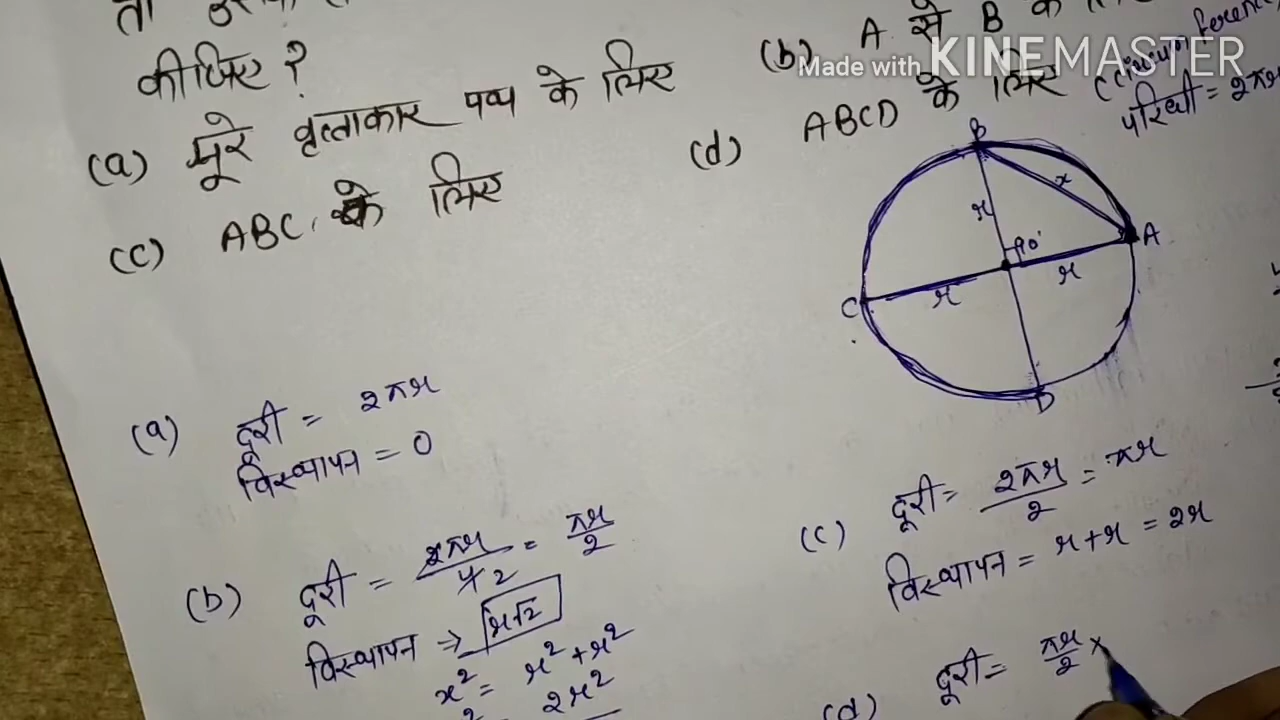 कीजिए ?
(a) पूरे वृत्ताकार पथ के लिए
(b) A से B के
(c) ABC के लिए
(d) ABCD के लिए
Made with KINEMASTER
परिधी = 2πr
B
x
r
90°
A
r
C
r
D
(a) दूरी = 2πr
विस्थापन = 0
(b) दूरी = 2πr/4 2 = πr/2
विस्थापन → r√2
x² = r² + r²
2r²
(c) दूरी = 2πr/2 = πr
विस्थापन = r+r = 2r
(d) दूरी = πr/2 ×